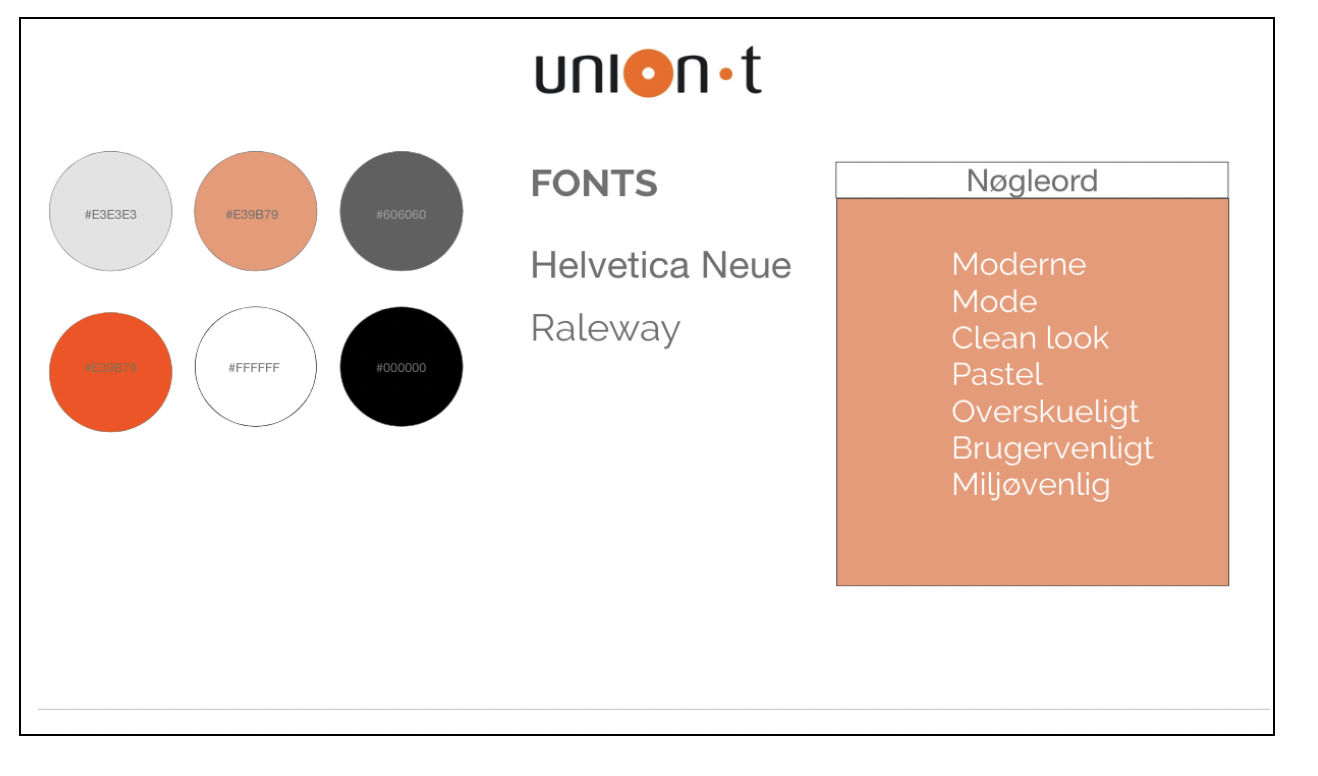 union·t
#E3E3E3
#E39B79
#606060
#E39B79
#FFFFFF
#000000
FONTS
Helvetica Neue
Raleway
Nøgleord
Moderne
Mode
Clean look
Pastel
Overskueligt
Brugervenligt
Miljøvenlig